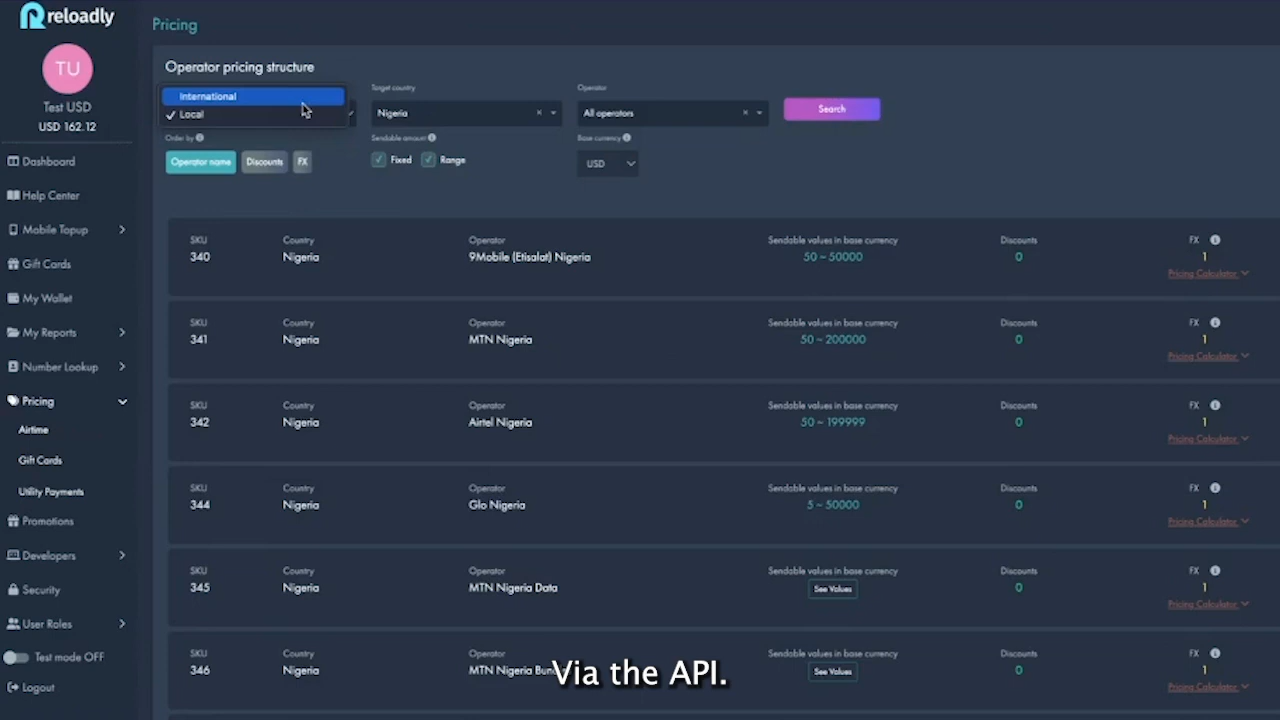 reloadly
Pricing
TU
Test USD
USD 162.12
Dashboard
Help Center
Mobile Topup
Gift Cards
My Wallet
My Reports
Number Lookup
Pricing
Airtime
Gift Cards
Utility Payments
Promotions
Developers
Security
User Roles
Test mode OFF
Logout
Operator pricing structure
International
Local
Target country
Nigeria
Operator
All operators
Search
Order by
Operator name Discounts FX
Sendable amount
Fixed Range
Base currency
USD
SKU Country Operator Sendable values in base currency Discounts FX
340 Nigeria 9Mobile (Etisalat) Nigeria 50 ~ 50000 0 1
Pricing Calculator
SKU Country Operator Sendable values in base currency Discounts FX
341 Nigeria MTN Nigeria 50 ~ 200000 0 1
Pricing Calculator
SKU Country Operator Sendable values in base currency Discounts FX
342 Nigeria Airtel Nigeria 50 ~ 199999 0 1
Pricing Calculator
SKU Country Operator Sendable values in base currency Discounts FX
344 Nigeria Glo Nigeria 5 ~ 50000 0 1
Pricing Calculator
SKU Country Operator Sendable values in base currency Discounts FX
345 Nigeria MTN Nigeria Data See Values 0 1
Pricing Calculator
SKU Country Operator Sendable values in base currency Discounts FX
346 Nigeria MTN Nigeria See Values 0 1
Pricing Calculator
Via the API.